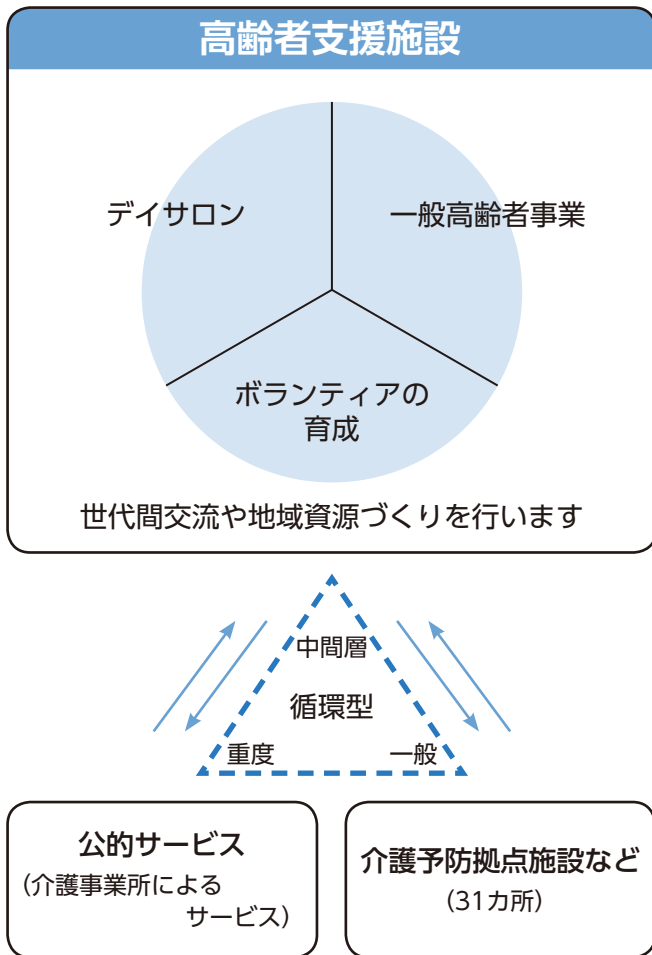 高齢者支援施設
デイサロン
一般高齢者事業
ボランティアの
育成
世代間交流や地域資源づくりを行います
中間層
循環型
重度
一般
公的サービス
(介護事業所による
サービス)
介護予防拠点施設など
(31カ所)